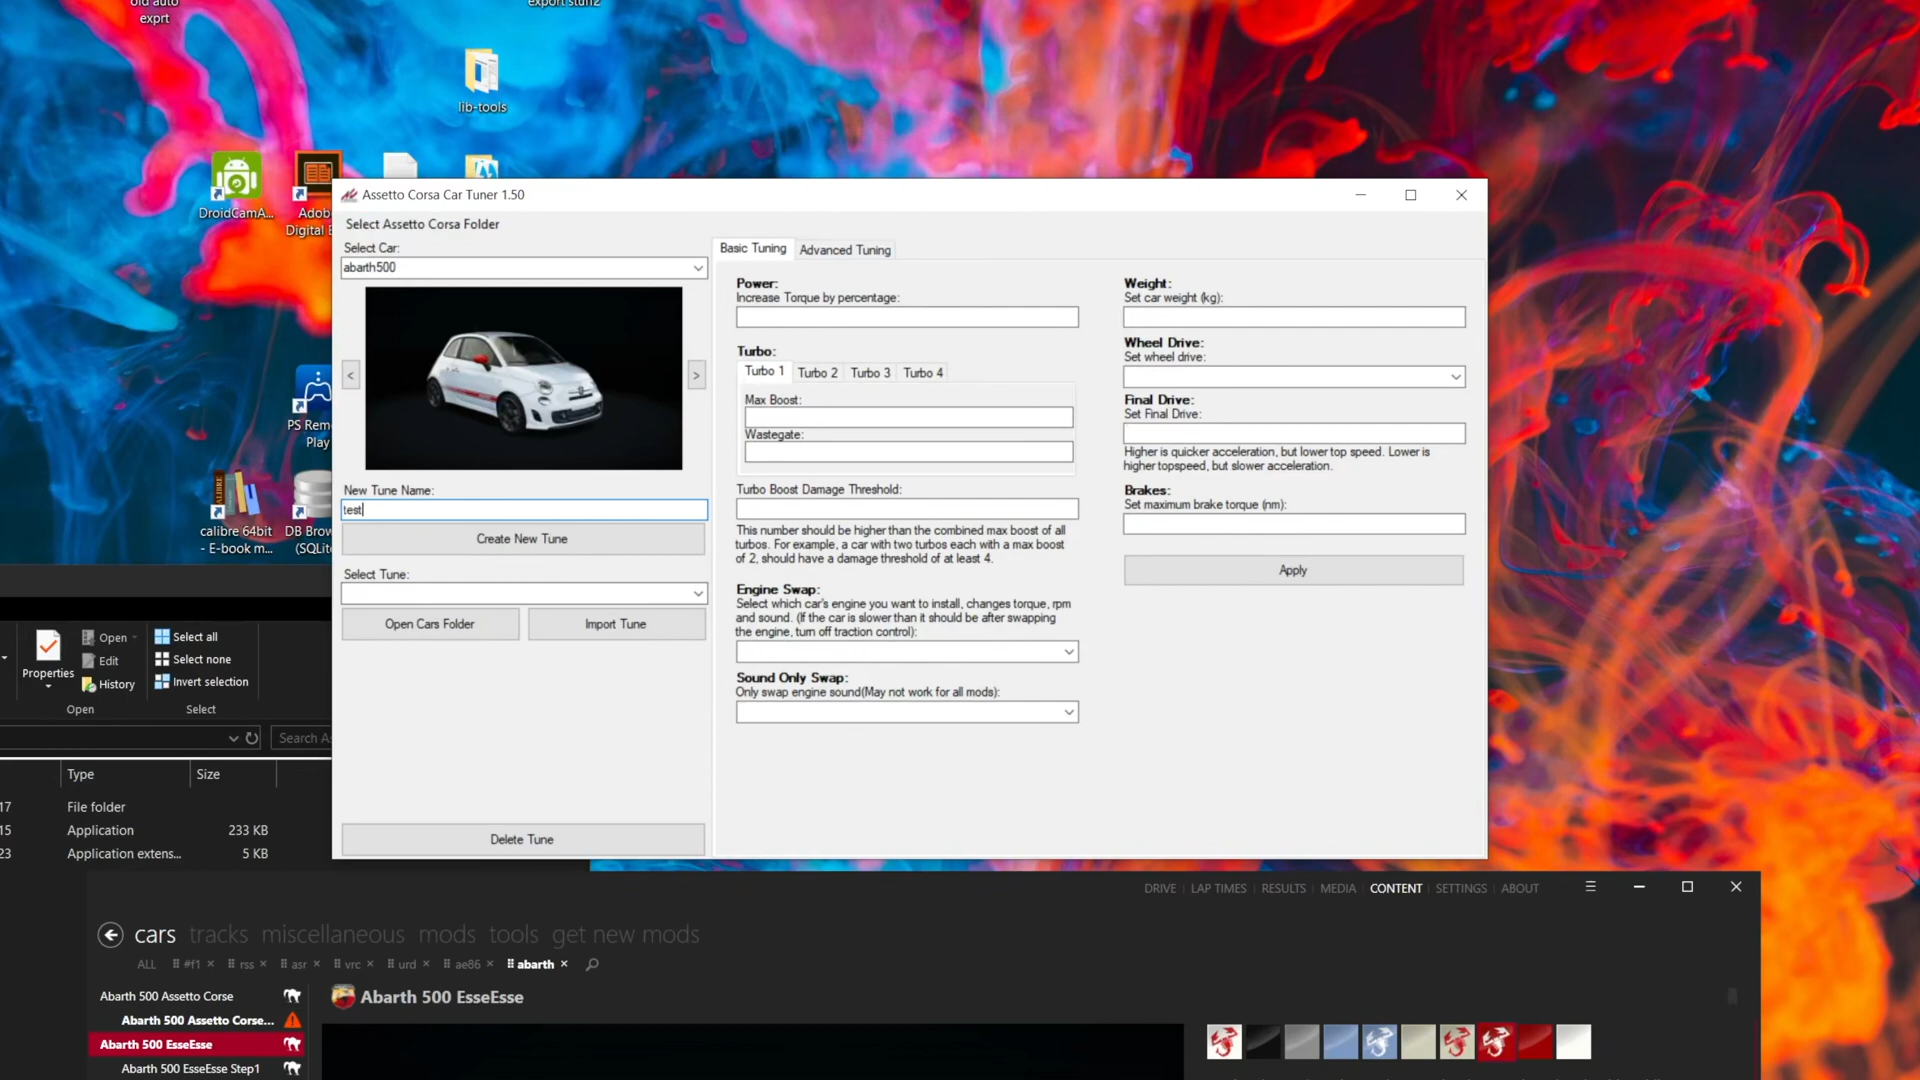 old auto
exprt
export stuff2
lib-tools
DroidCamA...
Adob
Digital E
PS Rem
Play
calibre 64bit
- E-book m...
DB Brow
(SQLite
Assetto Corsa Car Tuner 1.50
Select Assetto Corsa Folder
Select Car:
abarth500
<
>
New Tune Name:
test
Create New Tune
Select Tune:
Open Cars Folder
Import Tune
Delete Tune
Basic Tuning
Advanced Tuning
Power:
Increase Torque by percentage:
Turbo:
Turbo 1
Turbo 2
Turbo 3
Turbo 4
Max Boost:
Wastegate:
Turbo Boost Damage Threshold:
This number should be higher than the combined max boost of all
turbos. For example, a car with two turbos each with a max boost
of 2, should have a damage threshold of at least 4.
Engine Swap:
Select which car's engine you want to install, changes torque, rpm
and sound. (If the car is slower than it should be after swapping
the engine, turn off traction control):
Sound Only Swap:
Only swap engine sound(May not work for all mods):
Weight:
Set car weight (kg):
Wheel Drive:
Set wheel drive:
Final Drive:
Set Final Drive:
Higher is quicker acceleration, but lower top speed. Lower is
higher topspeed, but slower acceleration.
Brakes:
Set maximum brake torque (nm):
Apply
Properties
Open
Edit
History
Open
Select all
Select none
Invert selection
Select
Search As
Type
Size
17
File folder
15
Application
233 KB
23
Application extens...
5 KB
DRIVE
LAP TIMES
RESULTS
MEDIA
CONTENT
SETTINGS
ABOUT
cars
tracks
miscellaneous
mods
tools
get new mods
ALL
#f1
rss
asr
vrc
urd
ae86
abarth
Abarth 500 Assetto Corse
Abarth 500 Assetto Corse...
Abarth 500 EsseEsse
Abarth 500 EsseEsse Step1
Abarth 500 EsseEsse